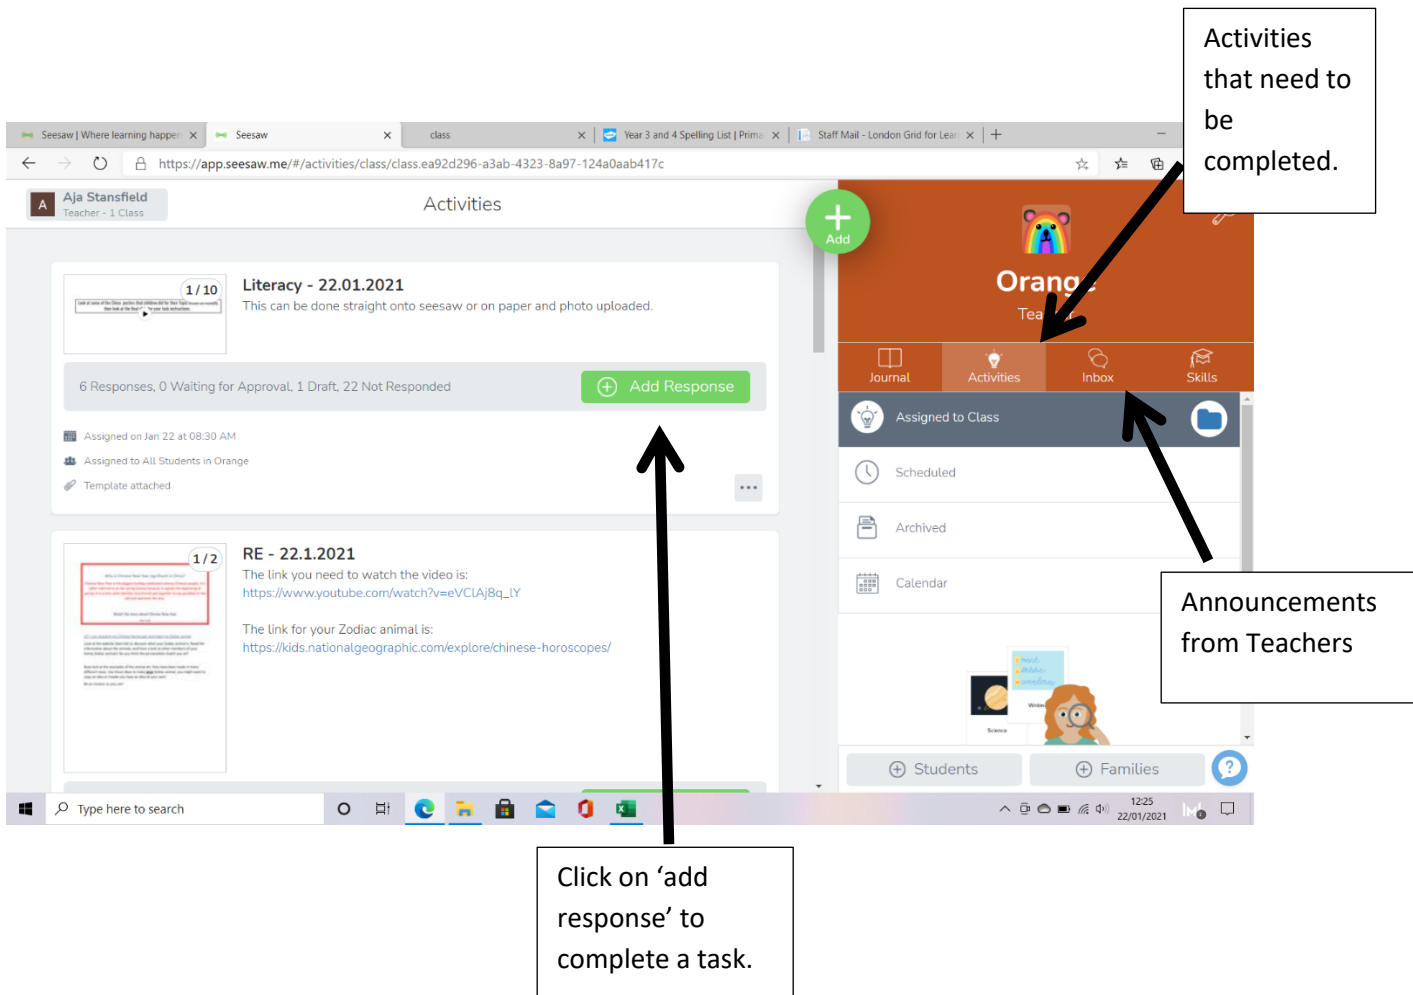 Activities
that need to
be
completed.
Seesaw | Where learning happen
Seesaw
class
Year 3 and 4 Spelling List | Prima
Staff Mail - London Grid for Lear
https://app.seesaw.me/#/activities/class/class.ea92d296-a3ab-4323-8a97-124a0aab417c
A
Aja Stansfield
Teacher - 1 Class
Activities
Add
Orange
Journal
Activities
Inbox
Skills
1 / 10
Literacy - 22.01.2021
This can be done straight onto seesaw or on paper and photo uploaded.
6 Responses, 0 Waiting for Approval, 1 Draft, 22 Not Responded
Add Response
Assigned on Jan 22 at 08:30 AM
Assigned to All Students in Orange
Template attached
Assigned to Class
Scheduled
Archived
Calendar
1 / 2
RE - 22.1.2021
The link you need to watch the video is:
https://www.youtube.com/watch?v=eVClAj8q_lY
The link for your Zodiac animal is:
https://kids.nationalgeographic.com/explore/chinese-horoscopes/
Announcements
from Teachers
Science
Students
Families
?
Type here to search
12:25
22/01/2021
Click on ‘add
response’ to
complete a task.